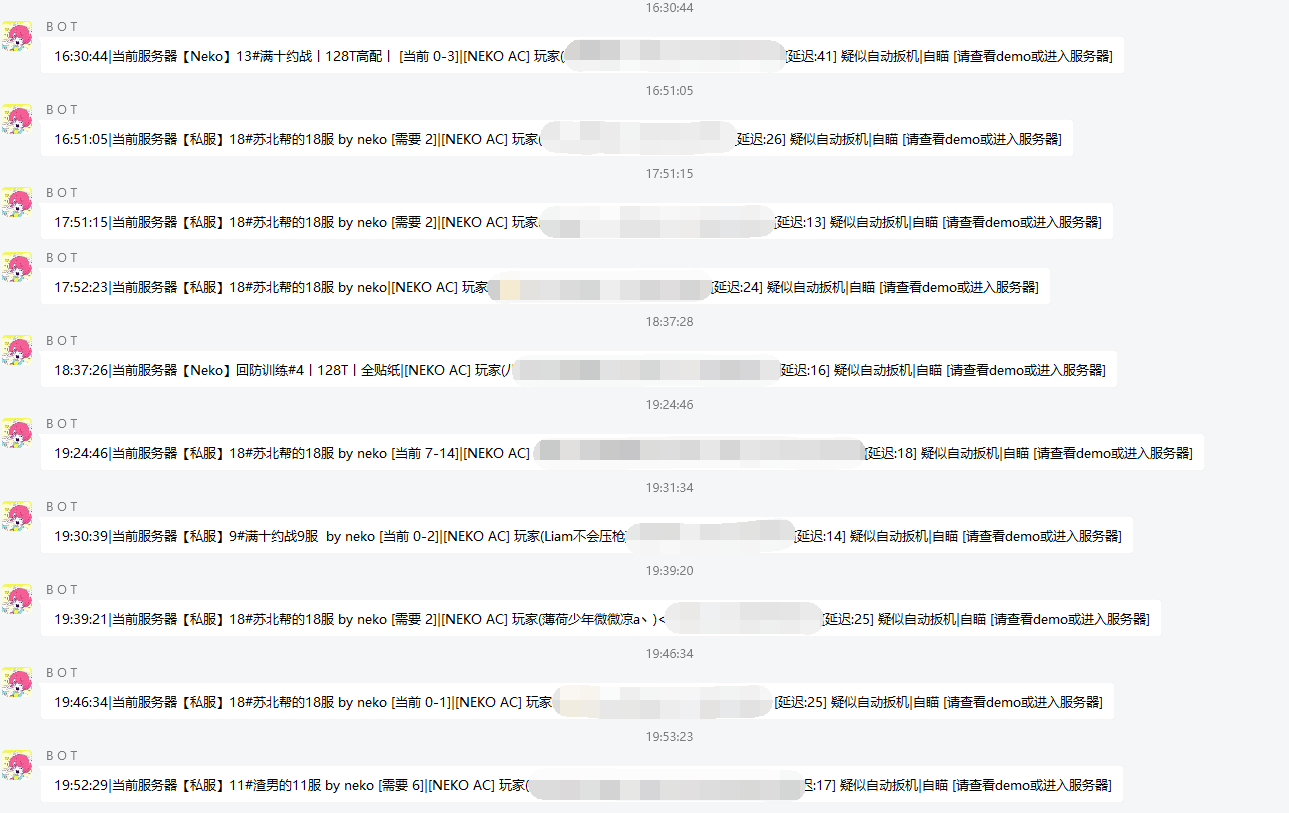 16:30:44
BOT
16:30:44|当前服务器【Neko】13#满十约战丨128T高配丨 [当前 0-3]|[NEKO AC] 玩家( [延迟:41] 疑似自动扳机|自瞄 [请查看demo或进入服务器]
16:51:05
BOT
16:51:05|当前服务器【私服】18#苏北帮的18服 by neko [需要 2]|[NEKO AC] 玩家( [延迟:26] 疑似自动扳机|自瞄 [请查看demo或进入服务器]
17:51:15
BOT
17:51:15|当前服务器【私服】18#苏北帮的18服 by neko [需要 2]|[NEKO AC] 玩家 [延迟:13] 疑似自动扳机|自瞄 [请查看demo或进入服务器]
BOT
17:52:23|当前服务器【私服】18#苏北帮的18服 by neko|[NEKO AC] 玩家 [延迟:24] 疑似自动扳机|自瞄 [请查看demo或进入服务器]
18:37:28
BOT
18:37:26|当前服务器【Neko】回防训练#4丨128T丨全贴纸|[NEKO AC] 玩家( 延迟:16] 疑似自动扳机|自瞄 [请查看demo或进入服务器]
19:24:46
BOT
19:24:46|当前服务器【私服】18#苏北帮的18服 by neko [当前 7-14]|[NEKO AC] [延迟:18] 疑似自动扳机|自瞄 [请查看demo或进入服务器]
19:31:34
BOT
19:30:39|当前服务器【私服】9#满十约战9服 by neko [当前 0-2]|[NEKO AC] 玩家(Liam不会压枪 [延迟:14] 疑似自动扳机|自瞄 [请查看demo或进入服务器]
19:39:20
BOT
19:39:21|当前服务器【私服】18#苏北帮的18服 by neko [需要 2]|[NEKO AC] 玩家(薄荷少年微微凉a丶)< [延迟:25] 疑似自动扳机|自瞄 [请查看demo或进入服务器]
19:46:34
BOT
19:46:34|当前服务器【私服】18#苏北帮的18服 by neko [当前 0-1]|[NEKO AC] 玩家 [延迟:25] 疑似自动扳机|自瞄 [请查看demo或进入服务器]
19:53:23
BOT
19:52:29|当前服务器【私服】11#渣男的11服 by neko [需要 6]|[NEKO AC] 玩家( 迟:17] 疑似自动扳机|自瞄 [请查看demo或进入服务器]